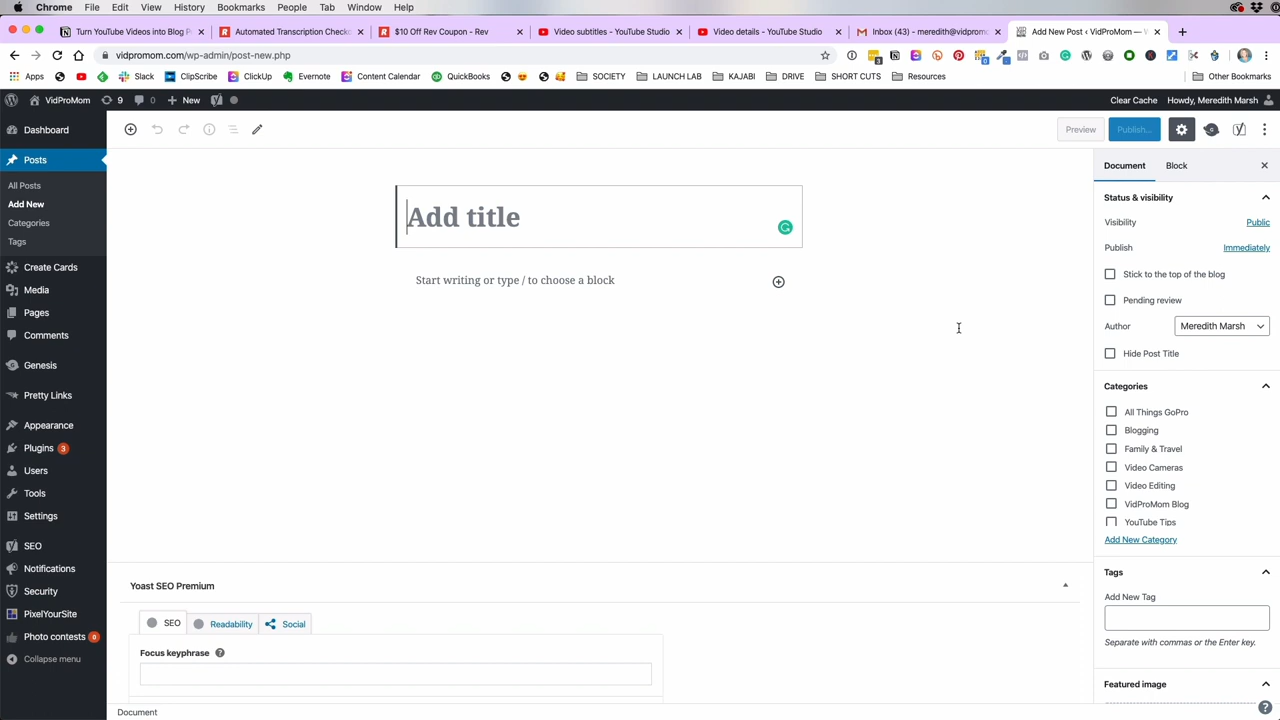 Chrome File Edit View History Bookmarks People Tab Window Help
Turn YouTube Videos into Blog P
Automated Transcription Checko
$10 Off Rev Coupon - Rev
Video subtitles - YouTube Studio
Video details - YouTube Studio
Inbox (43) - meredith@vidprom
Add New Post ‹ VidProMom — V
vidpromom.com/wp-admin/post-new.php
Apps Slack ClipScribe ClickUp Evernote Content Calendar QuickBooks SOCIETY LAUNCH LAB KAJABI DRIVE SHORT CUTS Resources Other Bookmarks
VidProMom 9 0 New Clear Cache Howdy, Meredith Marsh
Dashboard
Posts
All Posts
Add New
Categories
Tags
Create Cards
Media
Pages
Comments
Genesis
Pretty Links
Appearance
Plugins 3
Users
Tools
Settings
SEO
Notifications
Security
PixelYourSite
Photo contests 0
Collapse menu
Preview Publish...
Add title
Start writing or type / to choose a block
Yoast SEO Premium
SEO Readability Social
Focus keyphrase ?
Document
Document Block
Status & visibility
Visibility Public
Publish Immediately
Stick to the top of the blog
Pending review
Author Meredith Marsh
Hide Post Title
Categories
All Things GoPro
Blogging
Family & Travel
Video Cameras
Video Editing
VidProMom Blog
YouTube Tips
Add New Category
Tags
Add New Tag
Separate with commas or the Enter key.
Featured image